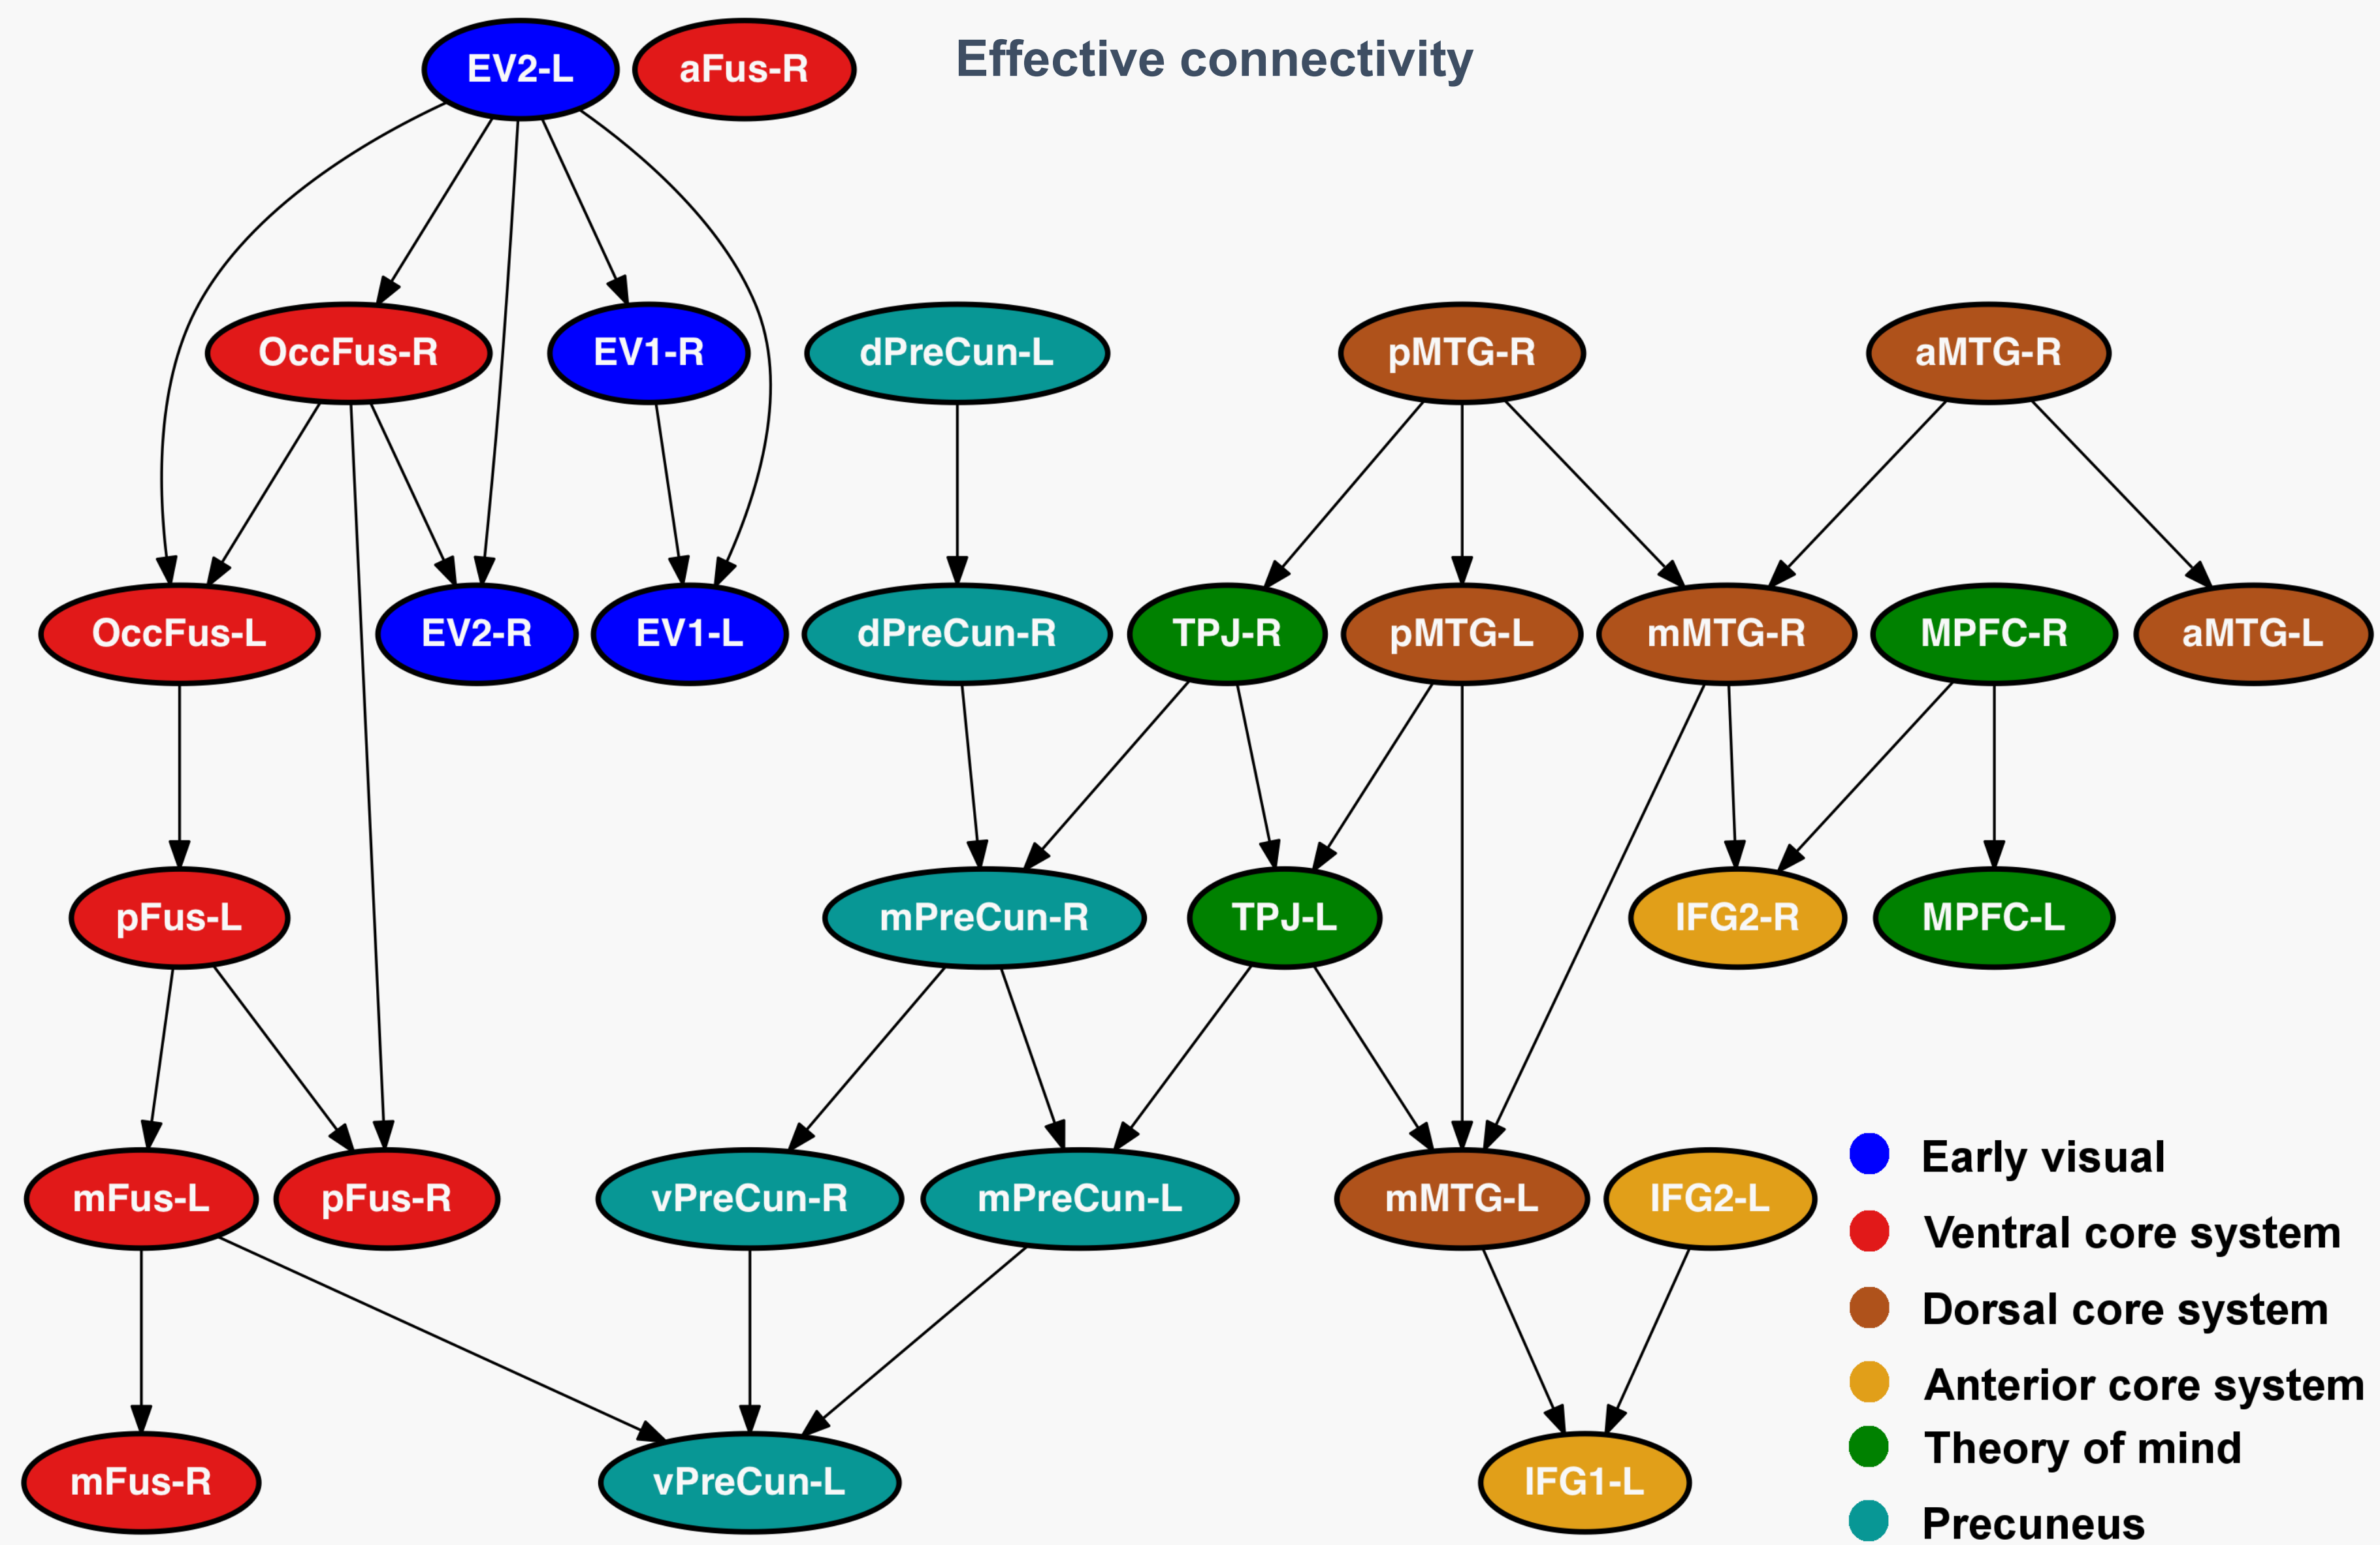 EV2-L
aFus-R
Effective connectivity
OccFus-R
EV1-R
dPreCun-L
pMTG-R
aMTG-R
OccFus-L
EV2-R
EV1-L
dPreCun-R
TPJ-R
pMTG-L
mMTG-R
MPFC-R
aMTG-L
pFus-L
mPreCun-R
TPJ-L
IFG2-R
MPFC-L
mFus-L
pFus-R
vPreCun-R
mPreCun-L
mMTG-L
IFG2-L
mFus-R
vPreCun-L
IFG1-L
Early visual
Ventral core system
Dorsal core system
Anterior core system
Theory of mind
Precuneus